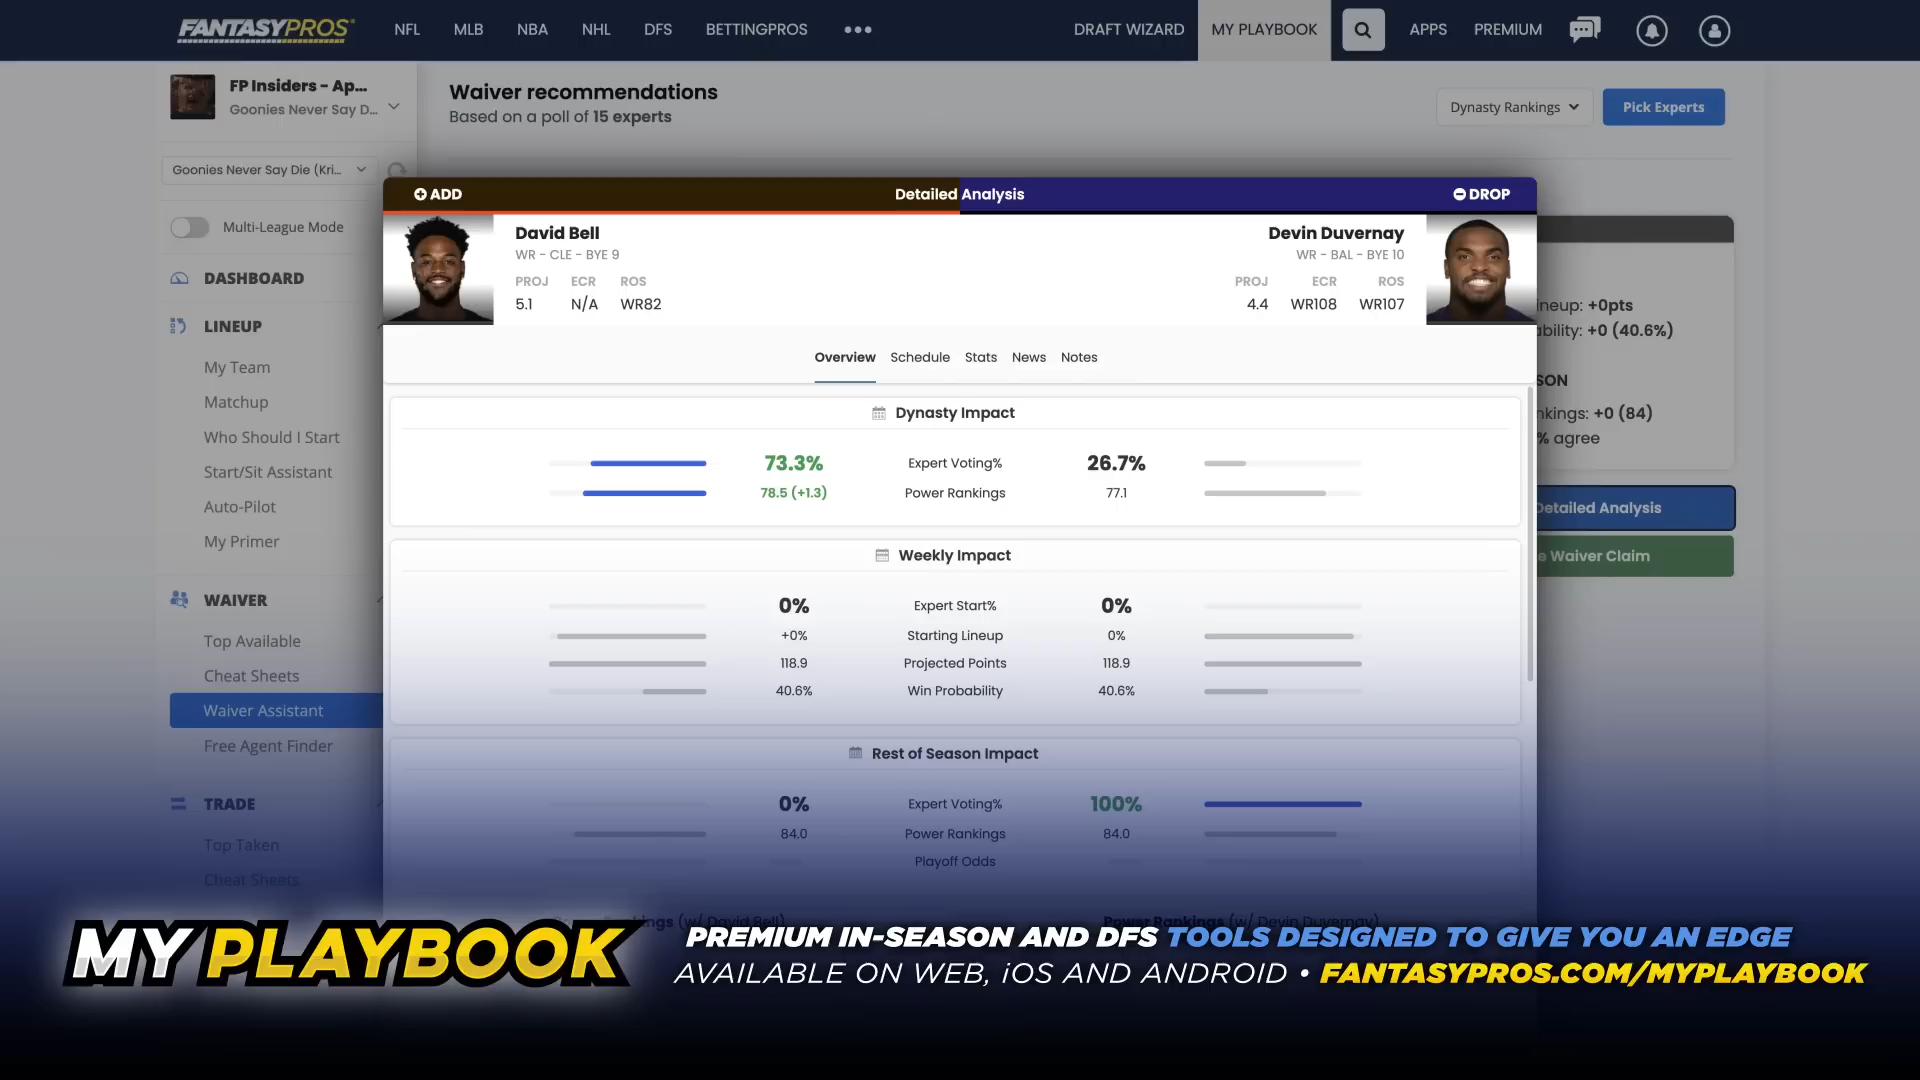 FANTASYPROS
NFL MLB NBA NHL DFS BETTINGPROS
DRAFT WIZARD MY PLAYBOOK APPS PREMIUM
FP Insiders - Ap...
Goonies Never Say D...
Goonies Never Say Die (Kri...
Multi-League Mode
DASHBOARD
LINEUP
My Team
Matchup
Who Should I Start
Start/Sit Assistant
Auto-Pilot
My Primer
WAIVER
Top Available
Cheat Sheets
Waiver Assistant
Free Agent Finder
TRADE
Top Taken
Cheat Sheets
Waiver recommendations
Based on a poll of 15 experts
Dynasty Rankings Pick Experts
ADD Detailed Analysis DROP
David Bell
WR - CLE - BYE 9
PROJ ECR ROS
5.1 N/A WR82
Devin Duvernay
WR - BAL - BYE 10
PROJ ECR ROS
4.4 WR108 WR107
Overview Schedule Stats News Notes
Dynasty Impact
73.3% Expert Voting% 26.7%
78.5 (+1.3) Power Rankings 77.1
Weekly Impact
0% Expert Start% 0%
+0% Starting Lineup 0%
118.9 Projected Points 118.9
40.6% Win Probability 40.6%
Rest of Season Impact
0% Expert Voting% 100%
84.0 Power Rankings 84.0
Playoff Odds
(w/ David Bell) Power Rankings (w/ Devin Duvernay)
neup: +0pts
ability: +0 (40.6%)
SON
nkings: +0 (84)
% agree
Detailed Analysis
e Waiver Claim
MY PLAYBOOK
PREMIUM IN-SEASON AND DFS TOOLS DESIGNED TO GIVE YOU AN EDGE
AVAILABLE ON WEB, iOS AND ANDROID • FANTASYPROS.COM/MYPLAYBOOK